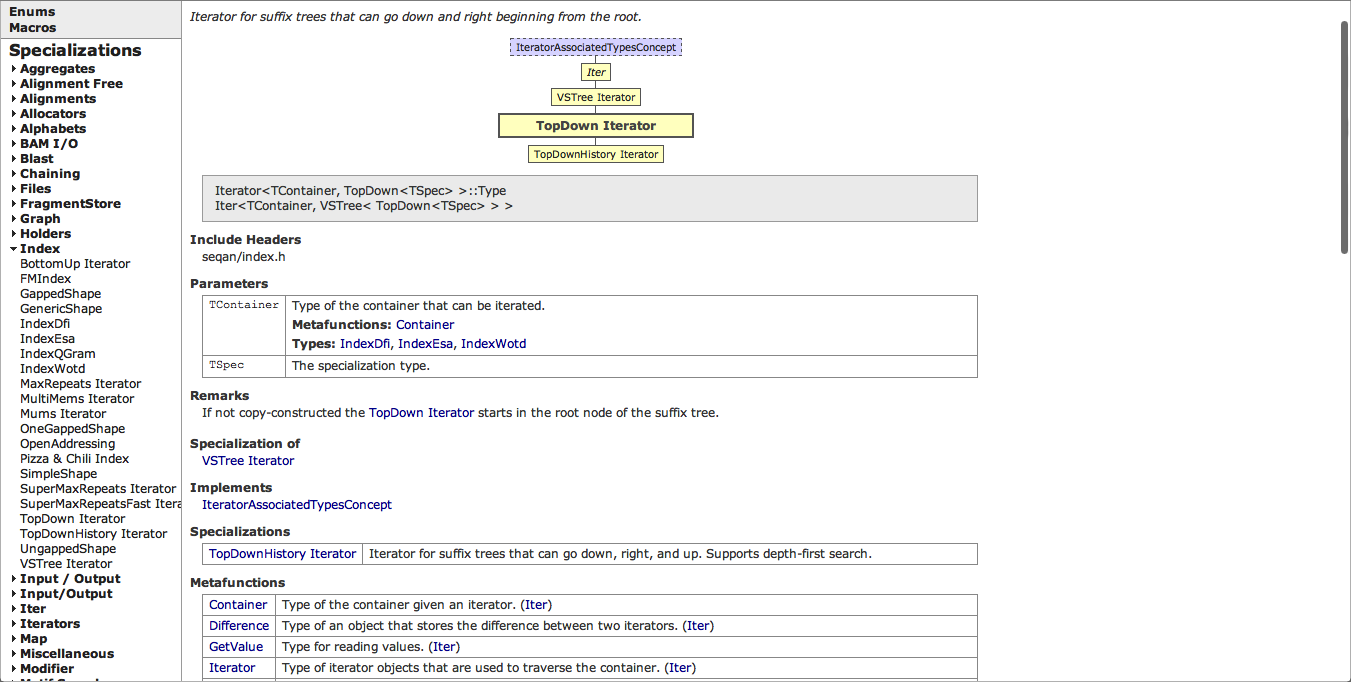 Enums
Macros
Specializations
Aggregates
Alignment Free
Alignments
Allocators
Alphabets
BAM I/O
Blast
Chaining
Files
FragmentStore
Graph
Holders
Index
BottomUp Iterator
FMIndex
GappedShape
GenericShape
IndexDfi
IndexEsa
IndexQGram
IndexWotd
MaxRepeats Iterator
MultiMems Iterator
Mums Iterator
OneGappedShape
OpenAddressing
Pizza & Chili Index
SimpleShape
SuperMaxRepeats Iterator
SuperMaxRepeatsFast Itera
TopDown Iterator
TopDownHistory Iterator
UngappedShape
VSTree Iterator
Input / Output
Input/Output
Iter
Iterators
Map
Miscellaneous
Modifier
Iterator for suffix trees that can go down and right beginning from the root.
IteratorAssociatedTypesConcept
Iter
VSTree Iterator
TopDown Iterator
TopDownHistory Iterator
Iterator<TContainer, TopDown<TSpec> >::Type
Iter<TContainer, VSTree< TopDown<TSpec> > >
Include Headers
seqan/index.h
Parameters
TContainer Type of the container that can be iterated.
Metafunctions: Container
Types: IndexDfi, IndexEsa, IndexWotd
TSpec The specialization type.
Remarks
If not copy-constructed the TopDown Iterator starts in the root node of the suffix tree.
Specialization of
VSTree Iterator
Implements
IteratorAssociatedTypesConcept
Specializations
TopDownHistory Iterator Iterator for suffix trees that can go down, right, and up. Supports depth-first search.
Metafunctions
Container Type of the container given an iterator. (Iter)
Difference Type of an object that stores the difference between two iterators. (Iter)
GetValue Type for reading values. (Iter)
Iterator Type of iterator objects that are used to traverse the container. (Iter)